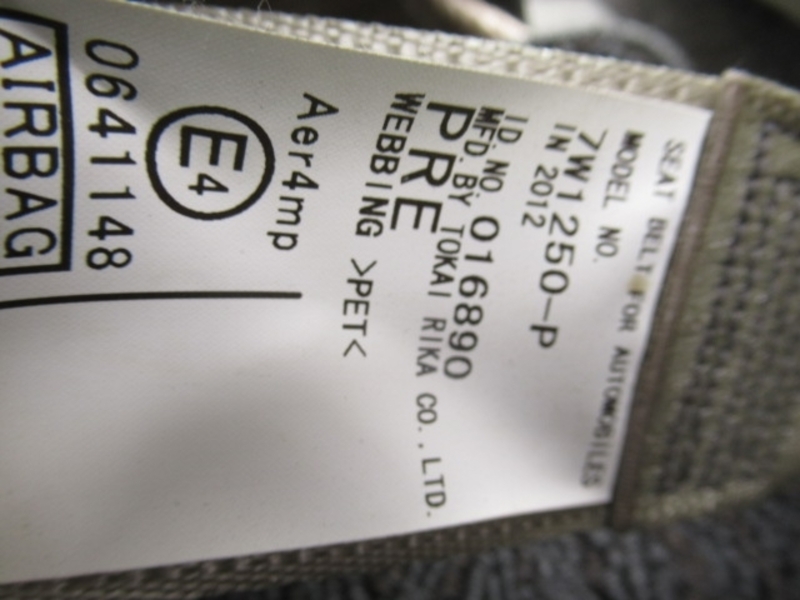 SEAT BELT FOR AUTOMOBILES
MODEL NO.
7W1250-P
IN 2012
ID.NO. 016890
MFD.BY TOKAI RIKA CO.,LTD.
PRE
WEBBING >PET<
Aer4mp
E4
0641148
AIRBAG